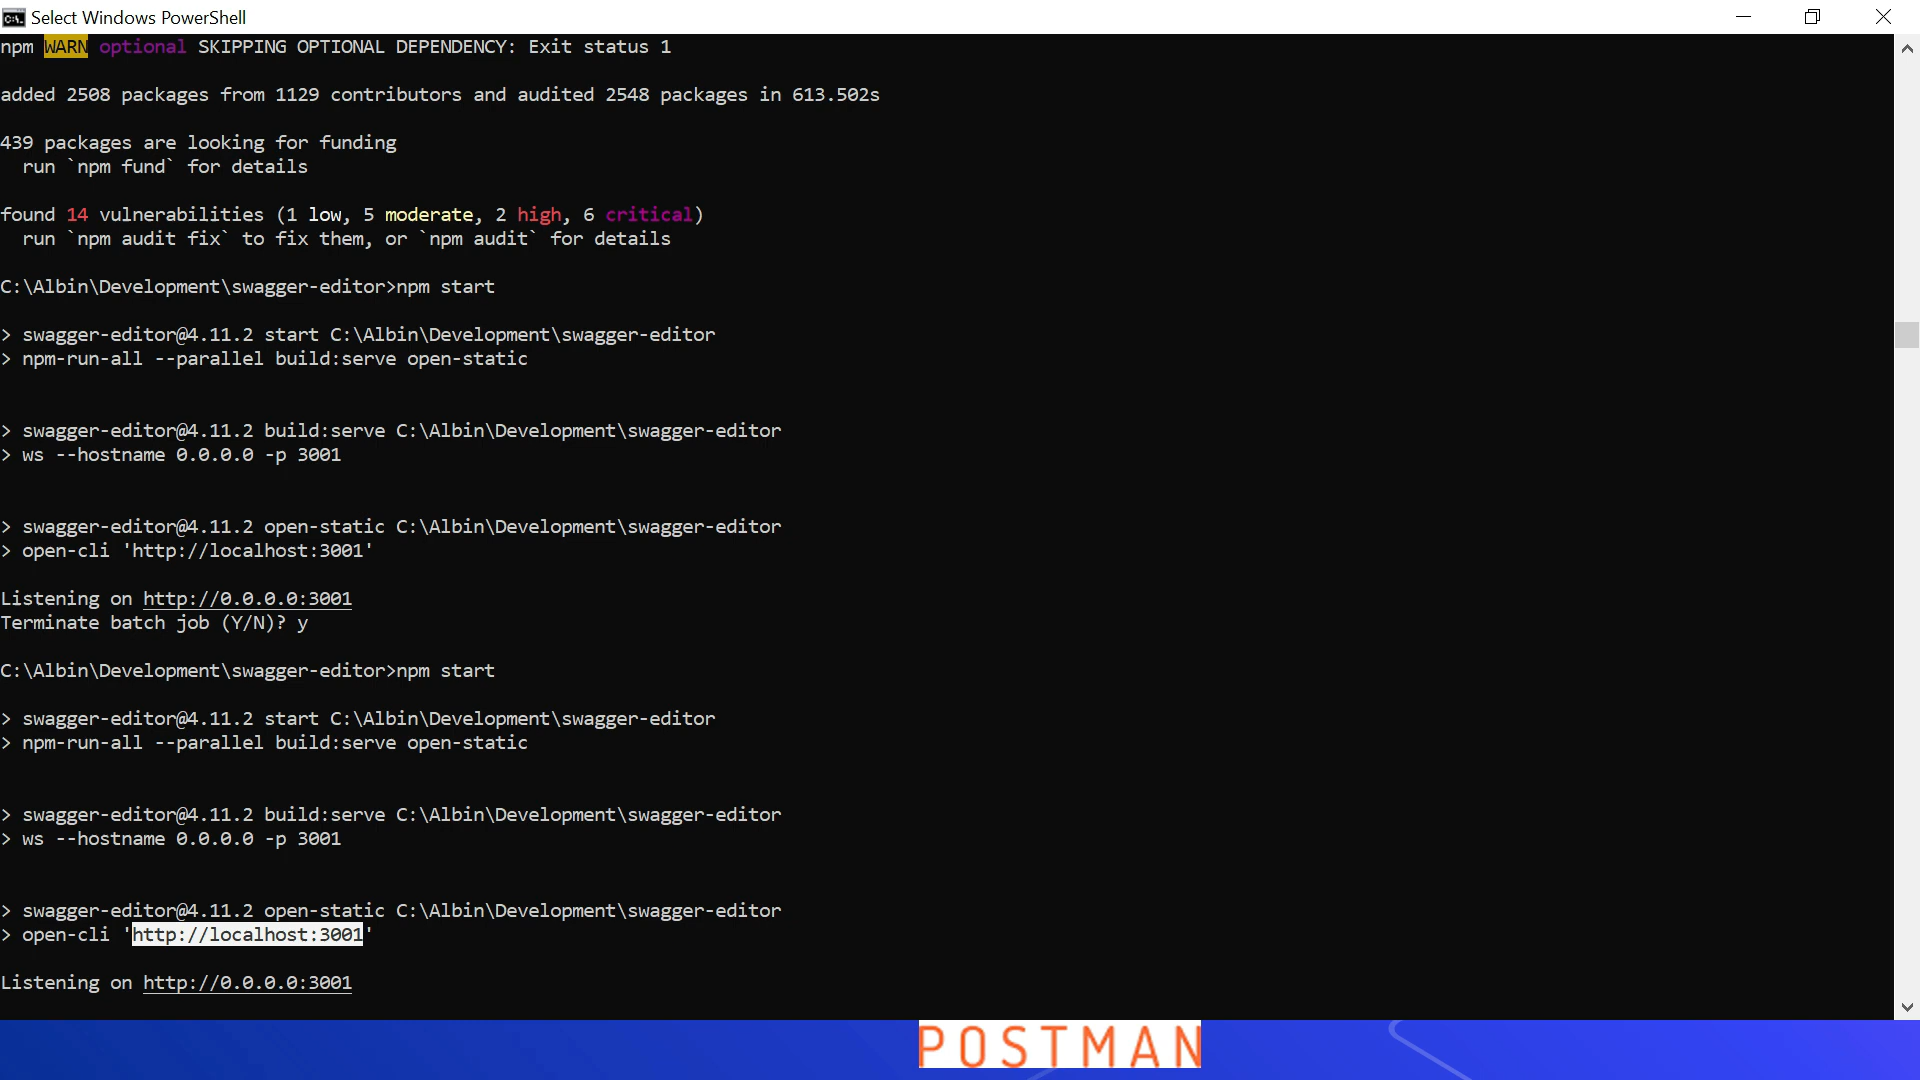 Select Windows PowerShell
npm WARN optional SKIPPING OPTIONAL DEPENDENCY: Exit status 1
added 2508 packages from 1129 contributors and audited 2548 packages in 613.502s
439 packages are looking for funding
run `npm fund` for details
found 14 vulnerabilities (1 low, 5 moderate, 2 high, 6 critical)
run `npm audit fix` to fix them, or `npm audit` for details
C:\Albin\Development\swagger-editor>npm start
> swagger-editor@4.11.2 start C:\Albin\Development\swagger-editor
> npm-run-all --parallel build:serve open-static
> swagger-editor@4.11.2 build:serve C:\Albin\Development\swagger-editor
> ws --hostname 0.0.0.0 -p 3001
> swagger-editor@4.11.2 open-static C:\Albin\Development\swagger-editor
> open-cli 'http://localhost:3001'
Listening on http://0.0.0.0:3001
Terminate batch job (Y/N)? y
C:\Albin\Development\swagger-editor>npm start
> swagger-editor@4.11.2 start C:\Albin\Development\swagger-editor
> npm-run-all --parallel build:serve open-static
> swagger-editor@4.11.2 build:serve C:\Albin\Development\swagger-editor
> ws --hostname 0.0.0.0 -p 3001
> swagger-editor@4.11.2 open-static C:\Albin\Development\swagger-editor
> open-cli 'http://localhost:3001'
Listening on http://0.0.0.0:3001
POSTMAN